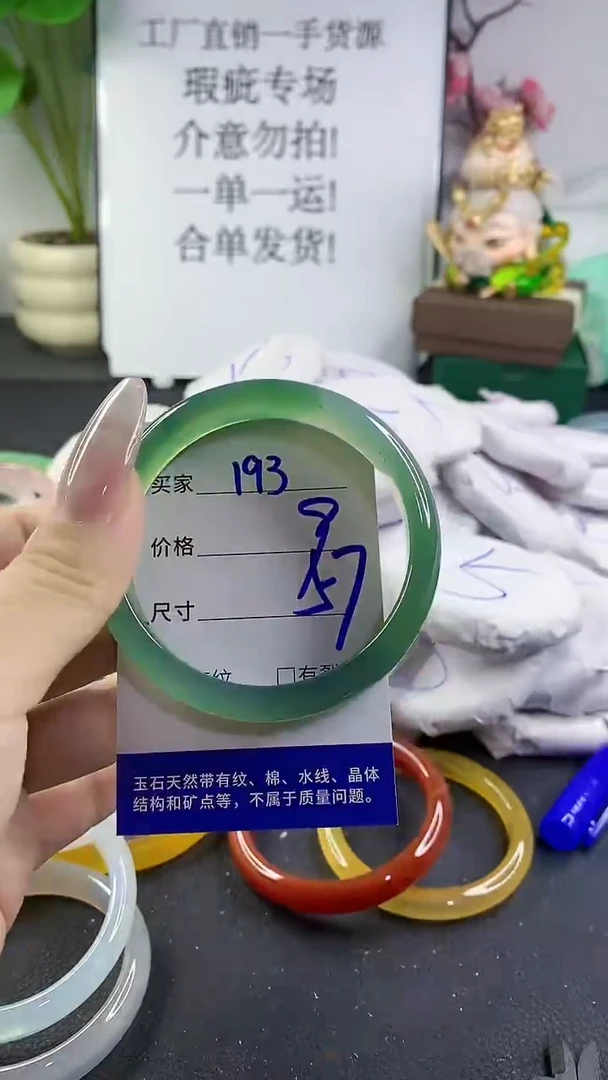 工厂直销一手货源
瑕疵专场
介意勿拍!
一单一运!
合单发货!
买家 193
价格
尺寸 57
纹 □有裂
玉石天然带有纹、棉、水线、晶体
结构和矿点等，不属于质量问题。